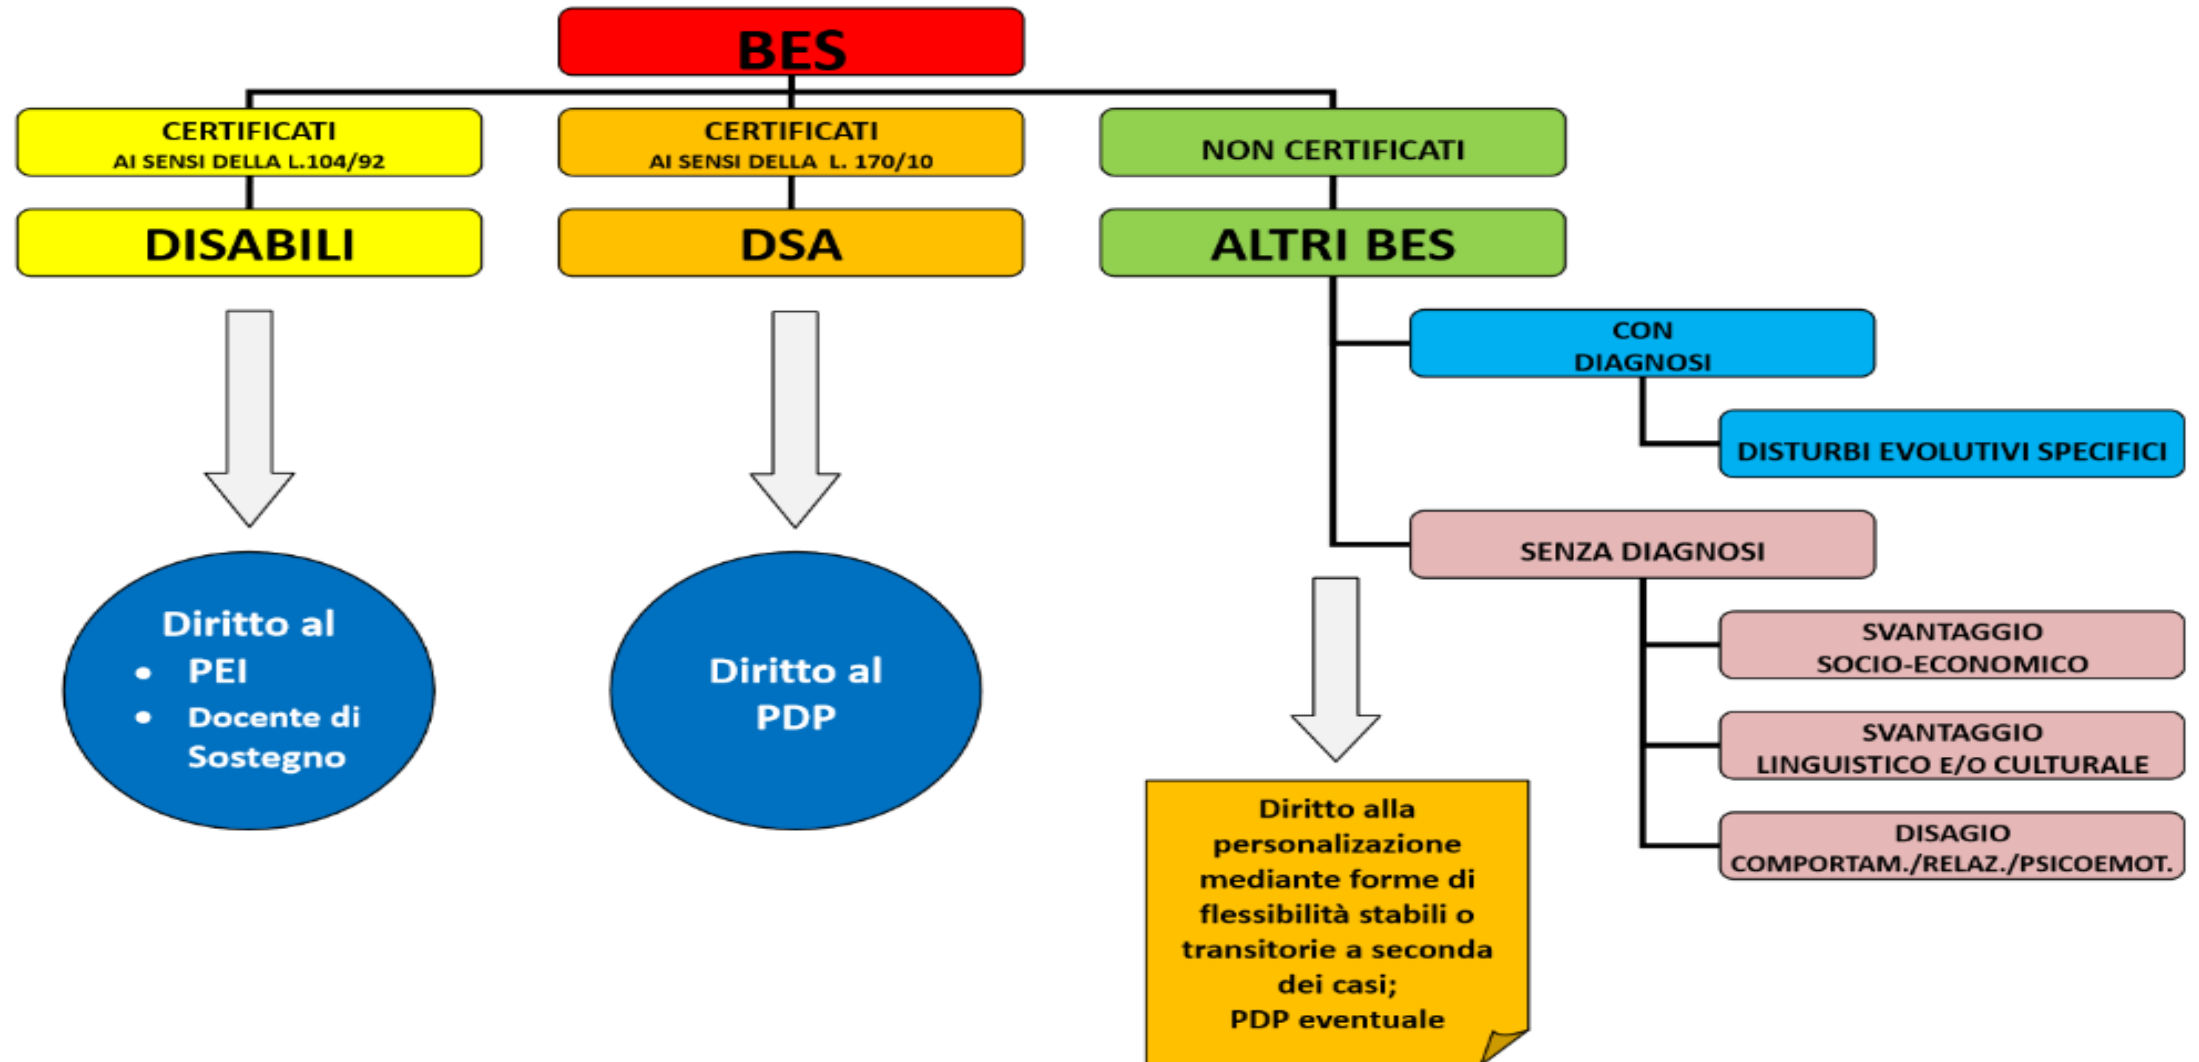 BES
CERTIFICATI
AI SENSI DELLA L.104/92
CERTIFICATI
AI SENSI DELLA L. 170/10
NON CERTIFICATI
DISABILI
DSA
ALTRI BES
CON
DIAGNOSI
DISTURBI EVOLUTIVI SPECIFICI
SENZA DIAGNOSI
SVANTAGGIO
SOCIO-ECONOMICO
SVANTAGGIO
LINGUISTICO E/O CULTURALE
DISAGIO
COMPORTAM./RELAZ./PSICOEMOT.
Diritto al
• PEI
• Docente di
Sostegno
Diritto al
PDP
Diritto alla
personalizazione
mediante forme di
flessibilità stabili o
transitorie a seconda
dei casi;
PDP eventuale